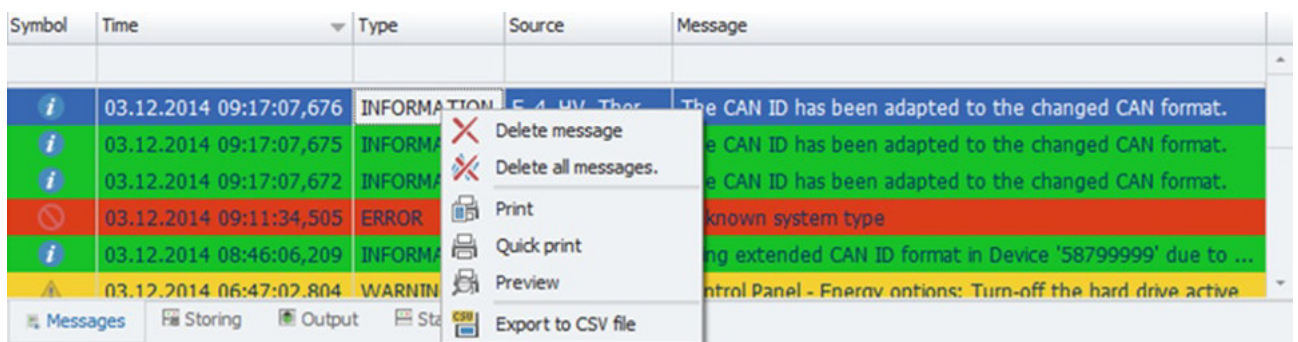 Symbol Time Type Source Message
03.12.2014 09:17:07,676 INFORMATION The CAN ID has been adapted to the changed CAN format.
Delete message
03.12.2014 09:17:07,675 CAN ID has been adapted to the changed CAN format.
Delete all messages.
03.12.2014 09:17:07,672 CAN ID has been adapted to the changed CAN format.
Print
03.12.2014 09:11:34,505 ERROR system type
Quick print
03.12.2014 08:46:06,209 extended CAN ID format in Device '58799999' due to ...
Preview
03.12.2014 06:47:02,804 Panel - Energy options: Turn-off the hard drive active
Messages Storing Output
CSV Export to CSV file